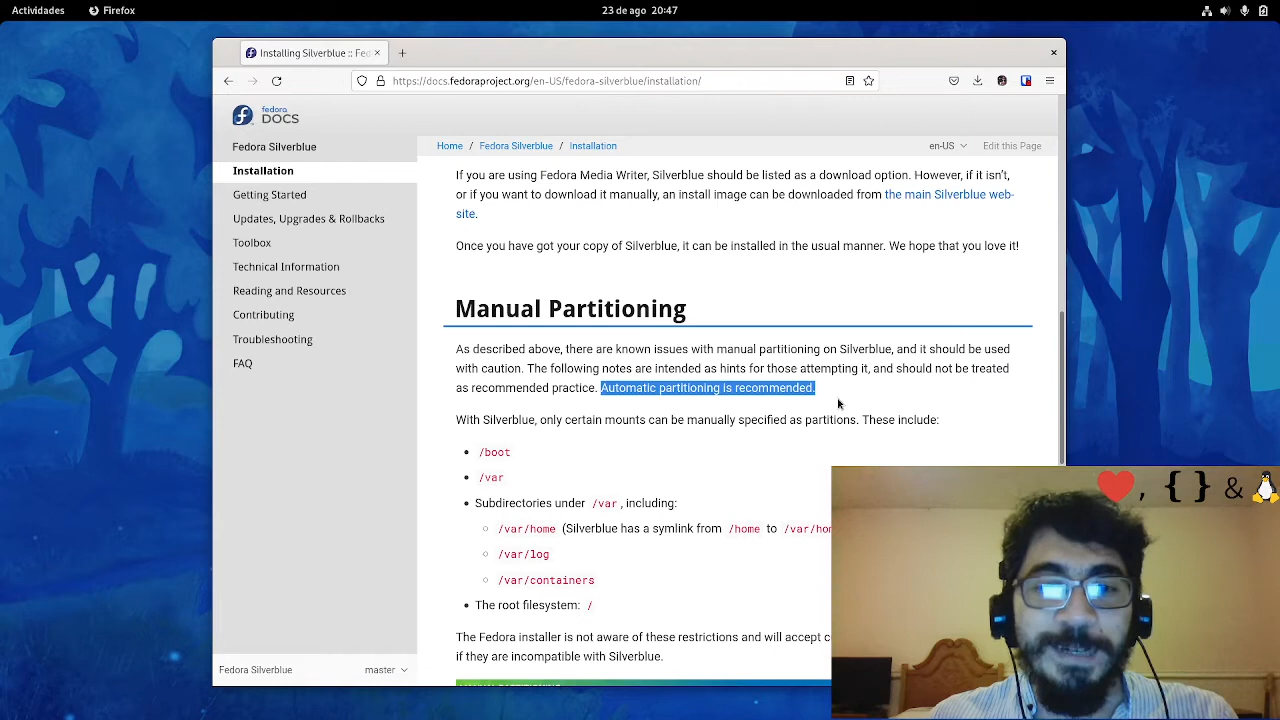 Actividades Firefox 23 de ago 20:47
Installing Silverblue :: Fed
https://docs.fedoraproject.org/en-US/fedora-silverblue/installation/
fedora
DOCS
Fedora Silverblue
Installation
Getting Started
Updates, Upgrades & Rollbacks
Toolbox
Technical Information
Reading and Resources
Contributing
Troubleshooting
FAQ
Fedora Silverblue master
Home / Fedora Silverblue / Installation en-US Edit this Page
If you are using Fedora Media Writer, Silverblue should be listed as a download option. However, if it isn't,
or if you want to download it manually, an install image can be downloaded from the main Silverblue web-
site.
Once you have got your copy of Silverblue, it can be installed in the usual manner. We hope that you love it!
Manual Partitioning
As described above, there are known issues with manual partitioning on Silverblue, and it should be used
with caution. The following notes are intended as hints for those attempting it, and should not be treated
as recommended practice. Automatic partitioning is recommended.
With Silverblue, only certain mounts can be manually specified as partitions. These include:
/boot
/var
Subdirectories under /var, including:
/var/home (Silverblue has a symlink from /home to /var/hom
/var/log
/var/containers
The root filesystem: /
The Fedora installer is not aware of these restrictions and will accept
if they are incompatible with Silverblue.
, { } &